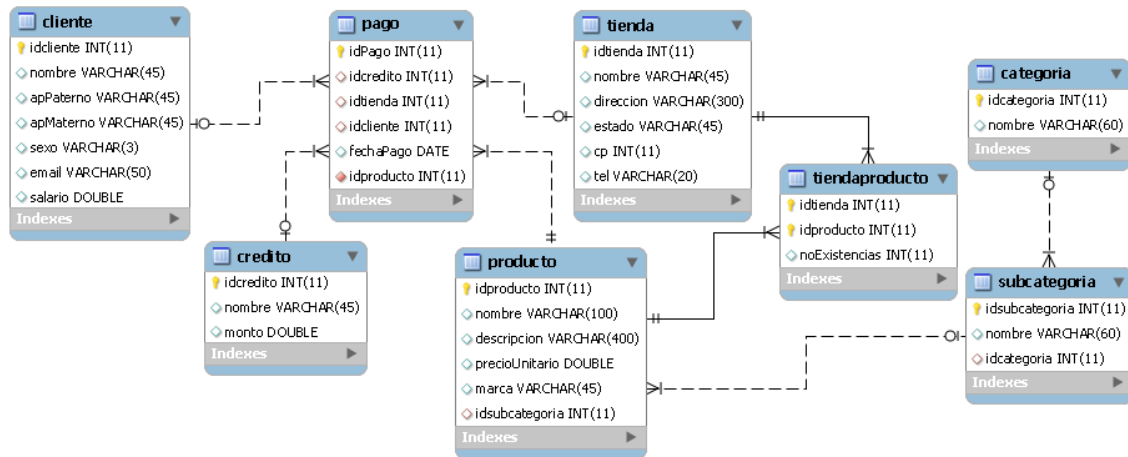 cliente
idcliente INT(11)
nombre VARCHAR(45)
apPaterno VARCHAR(45)
apMaterno VARCHAR(45)
sexo VARCHAR(3)
email VARCHAR(50)
salario DOUBLE
Indexes
pago
idPago INT(11)
idcredito INT(11)
idtienda INT(11)
idcliente INT(11)
fechaPago DATE
idproducto INT(11)
Indexes
tienda
idtienda INT(11)
nombre VARCHAR(45)
direccion VARCHAR(300)
estado VARCHAR(45)
cp INT(11)
tel VARCHAR(20)
Indexes
categoria
idcategoria INT(11)
nombre VARCHAR(60)
Indexes
tiendaproducto
idtienda INT(11)
idproducto INT(11)
noExistencias INT(11)
Indexes
credito
idcredito INT(11)
nombre VARCHAR(45)
monto DOUBLE
Indexes
producto
idproducto INT(11)
nombre VARCHAR(100)
descripcion VARCHAR(400)
precioUnitario DOUBLE
marca VARCHAR(45)
idsubcategoria INT(11)
Indexes
subcategoria
idsubcategoria INT(11)
nombre VARCHAR(60)
idcategoria INT(11)
Indexes